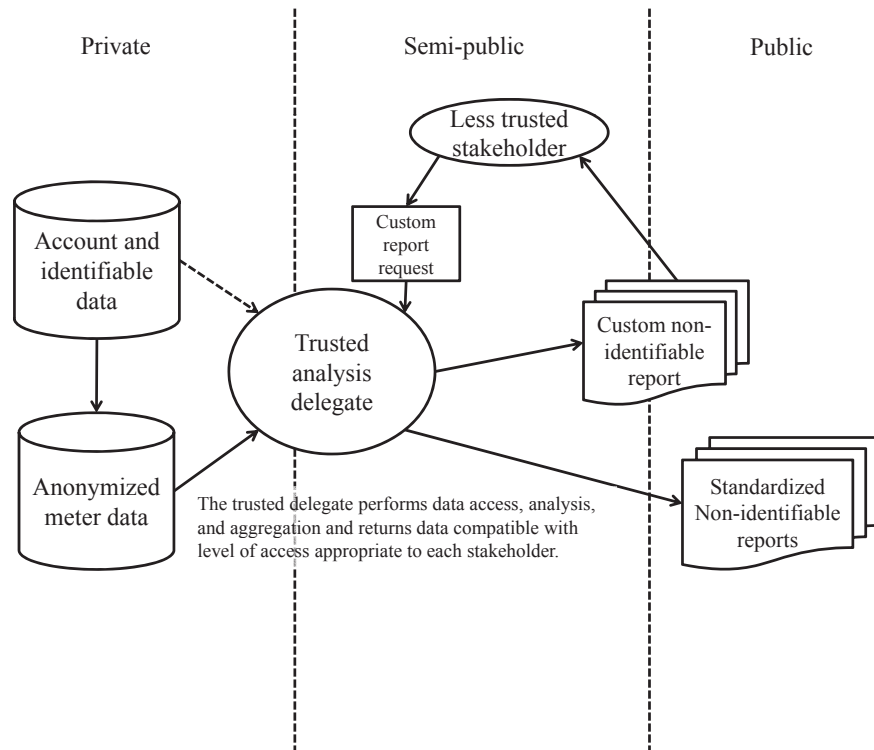 Private
Semi-public
Public
Less trusted
stakeholder
Custom
report
request
Account and
identifiable
data
Trusted
analysis
delegate
Custom non-
identifiable
report
Anonymized
meter data
Standardized
Non-identifiable
reports
The trusted delegate performs data access, analysis,
and aggregation and returns data compatible with
level of access appropriate to each stakeholder.